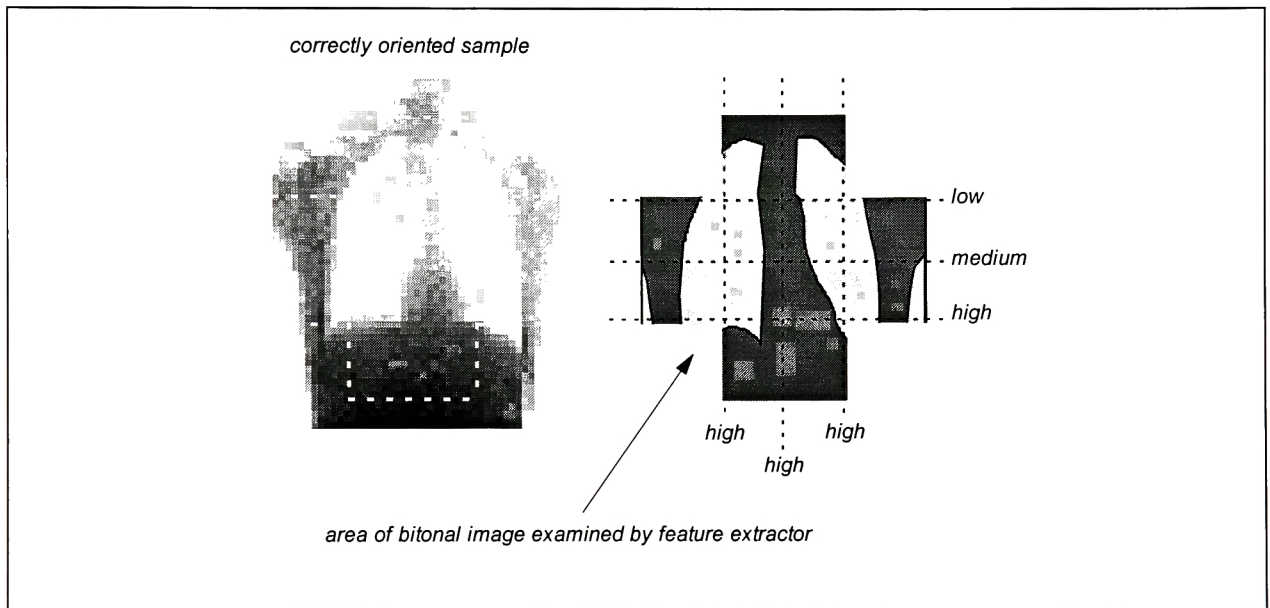 correctly oriented sample
low
medium
high
high
high
high
area of bitonal image examined by feature extractor